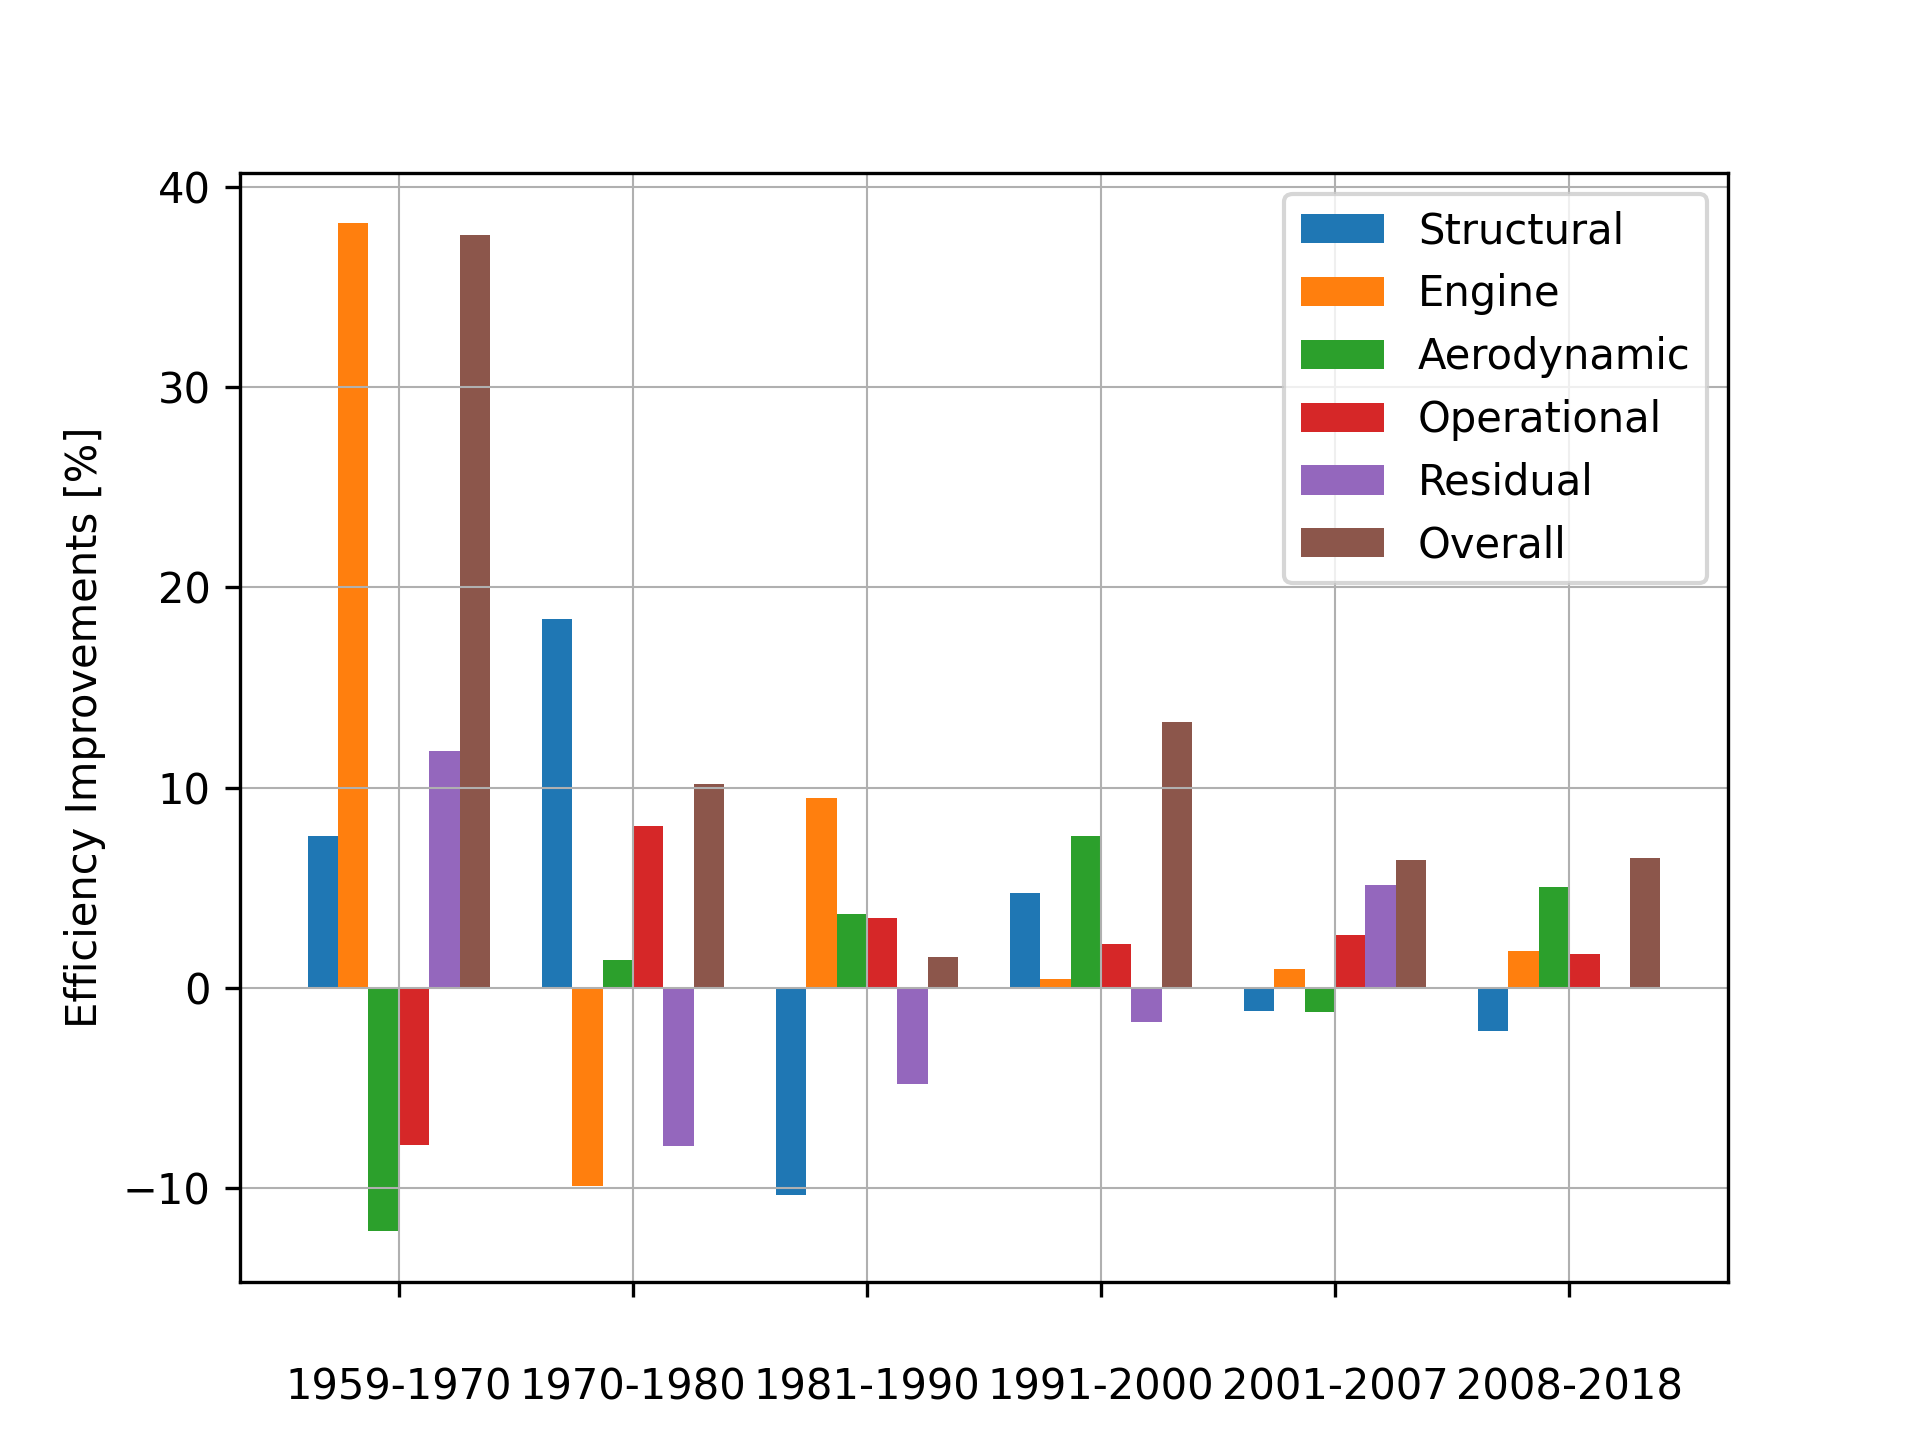 40
30
20
10
0
−10
Efficiency Improvements [%]
Structural
Engine
Aerodynamic
Operational
Residual
Overall
1959-1970 1970-1980 1981-1990 1991-2000 2001-2007 2008-2018